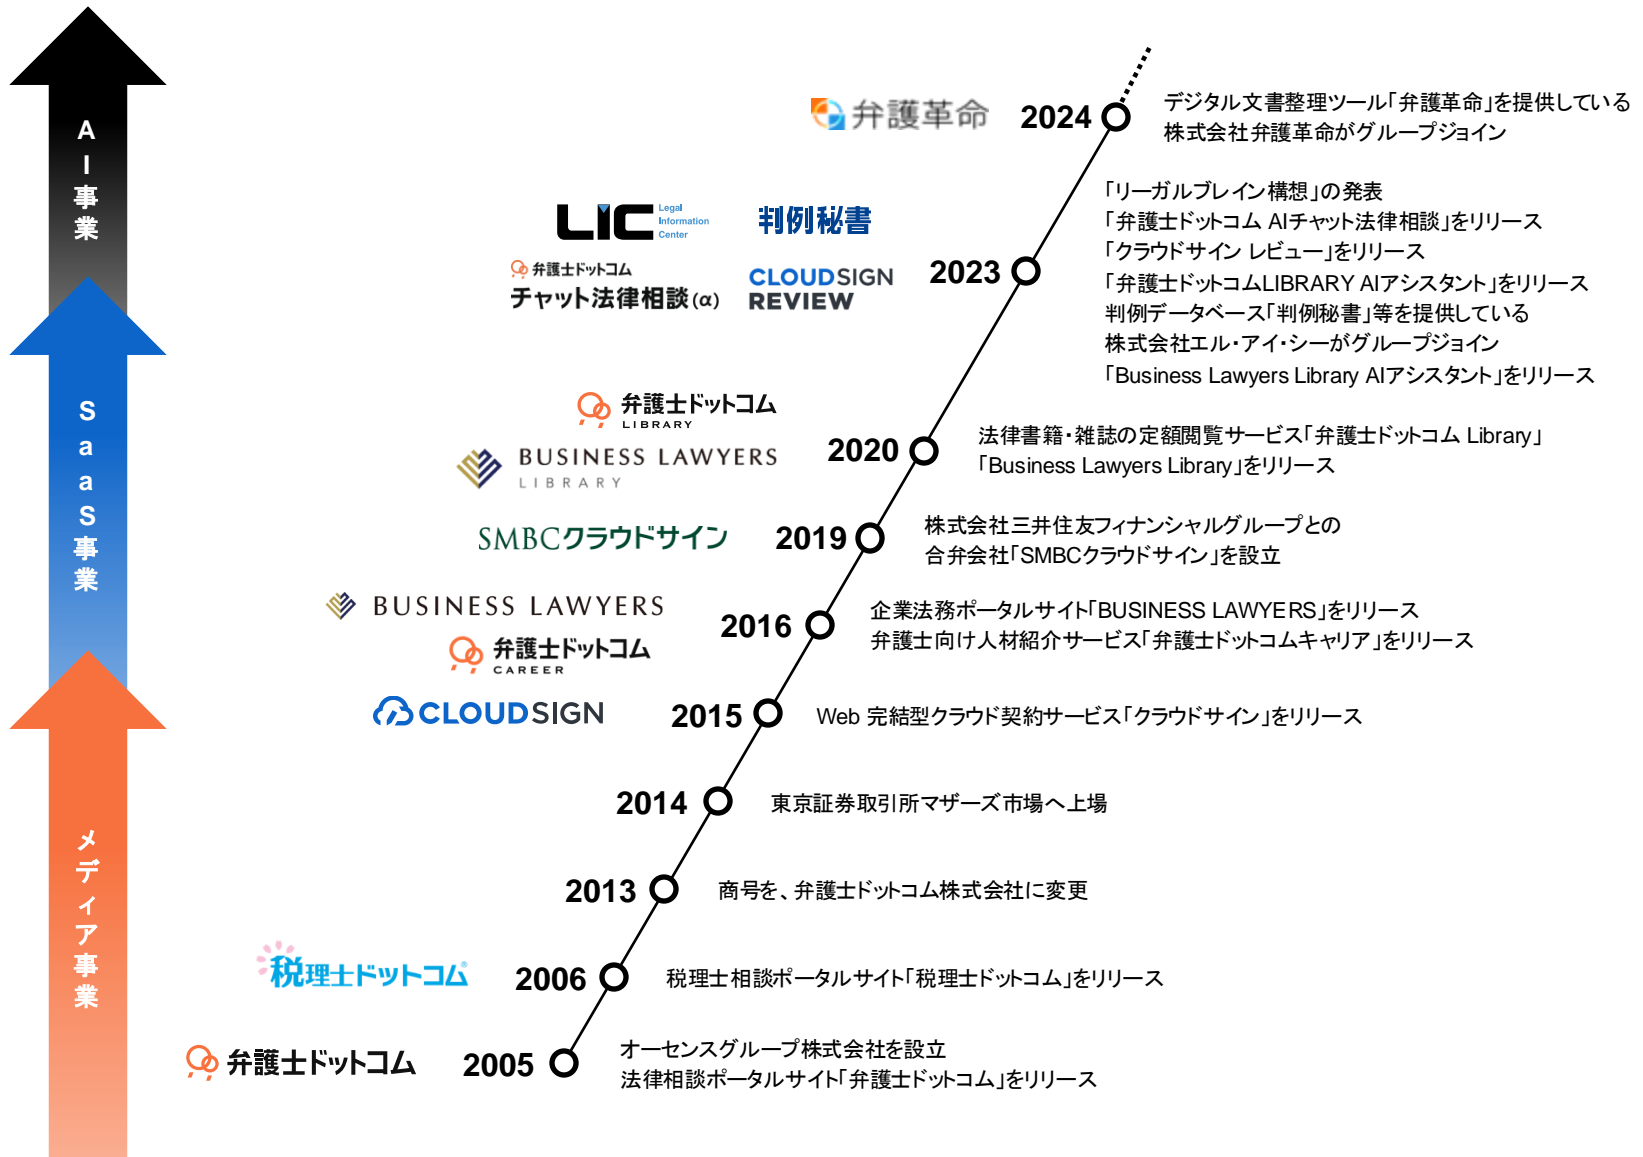 AI事業
SaaS事業
メディア事業
弁護革命
2024
デジタル文書整理ツール「弁護革命」を提供している
株式会社弁護革命がグループジョイン
LIC Legal Information Center
判例秘書
弁護士ドットコム
チャット法律相談(α)
CLOUDSIGN
REVIEW
2023
「リーガルブレイン構想」の発表
「弁護士ドットコム AIチャット法律相談」をリリース
「クラウドサイン レビュー」をリリース
「弁護士ドットコムLIBRARY AIアシスタント」をリリース
判例データベース「判例秘書」等を提供している
株式会社エル・アイ・シーがグループジョイン
「Business Lawyers Library AIアシスタント」をリリース
弁護士ドットコム
LIBRARY
BUSINESS LAWYERS
LIBRARY
2020
法律書籍・雑誌の定額閲覧サービス「弁護士ドットコム Library」
「Business Lawyers Library」をリリース
SMBCクラウドサイン
2019
株式会社三井住友フィナンシャルグループとの
合弁会社「SMBCクラウドサイン」を設立
BUSINESS LAWYERS
弁護士ドットコム
CAREER
2016
企業法務ポータルサイト「BUSINESS LAWYERS」をリリース
弁護士向け人材紹介サービス「弁護士ドットコムキャリア」をリリース
CLOUDSIGN
2015
Web 完結型クラウド契約サービス「クラウドサイン」をリリース
2014
東京証券取引所マザーズ市場へ上場
2013
商号を、弁護士ドットコム株式会社に変更
税理士ドットコム®
2006
税理士相談ポータルサイト「税理士ドットコム」をリリース
弁護士ドットコム
2005
オーセンスグループ株式会社を設立
法律相談ポータルサイト「弁護士ドットコム」をリリース